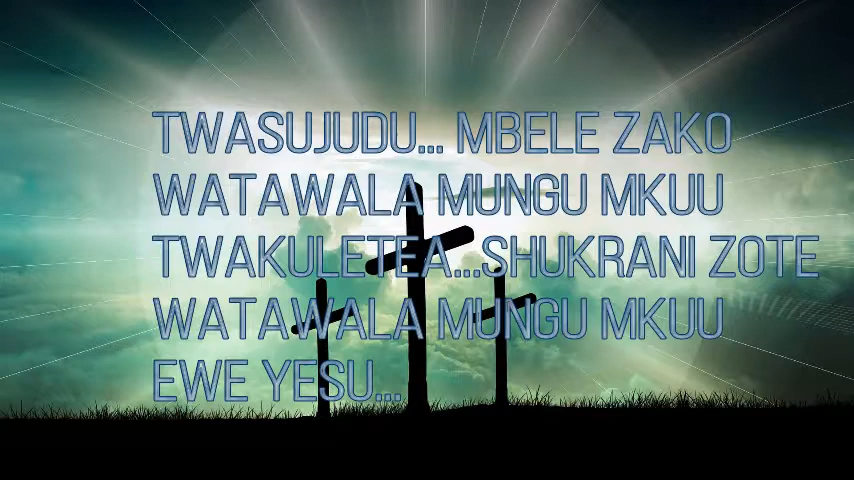 TWASUJUDU... MBELE ZAKO
WATAWALA MUNGU MKUU
TWAKULETEA...SHUKRANI ZOTE
WATAWALA MUNGU MKUU
EWE YESU...